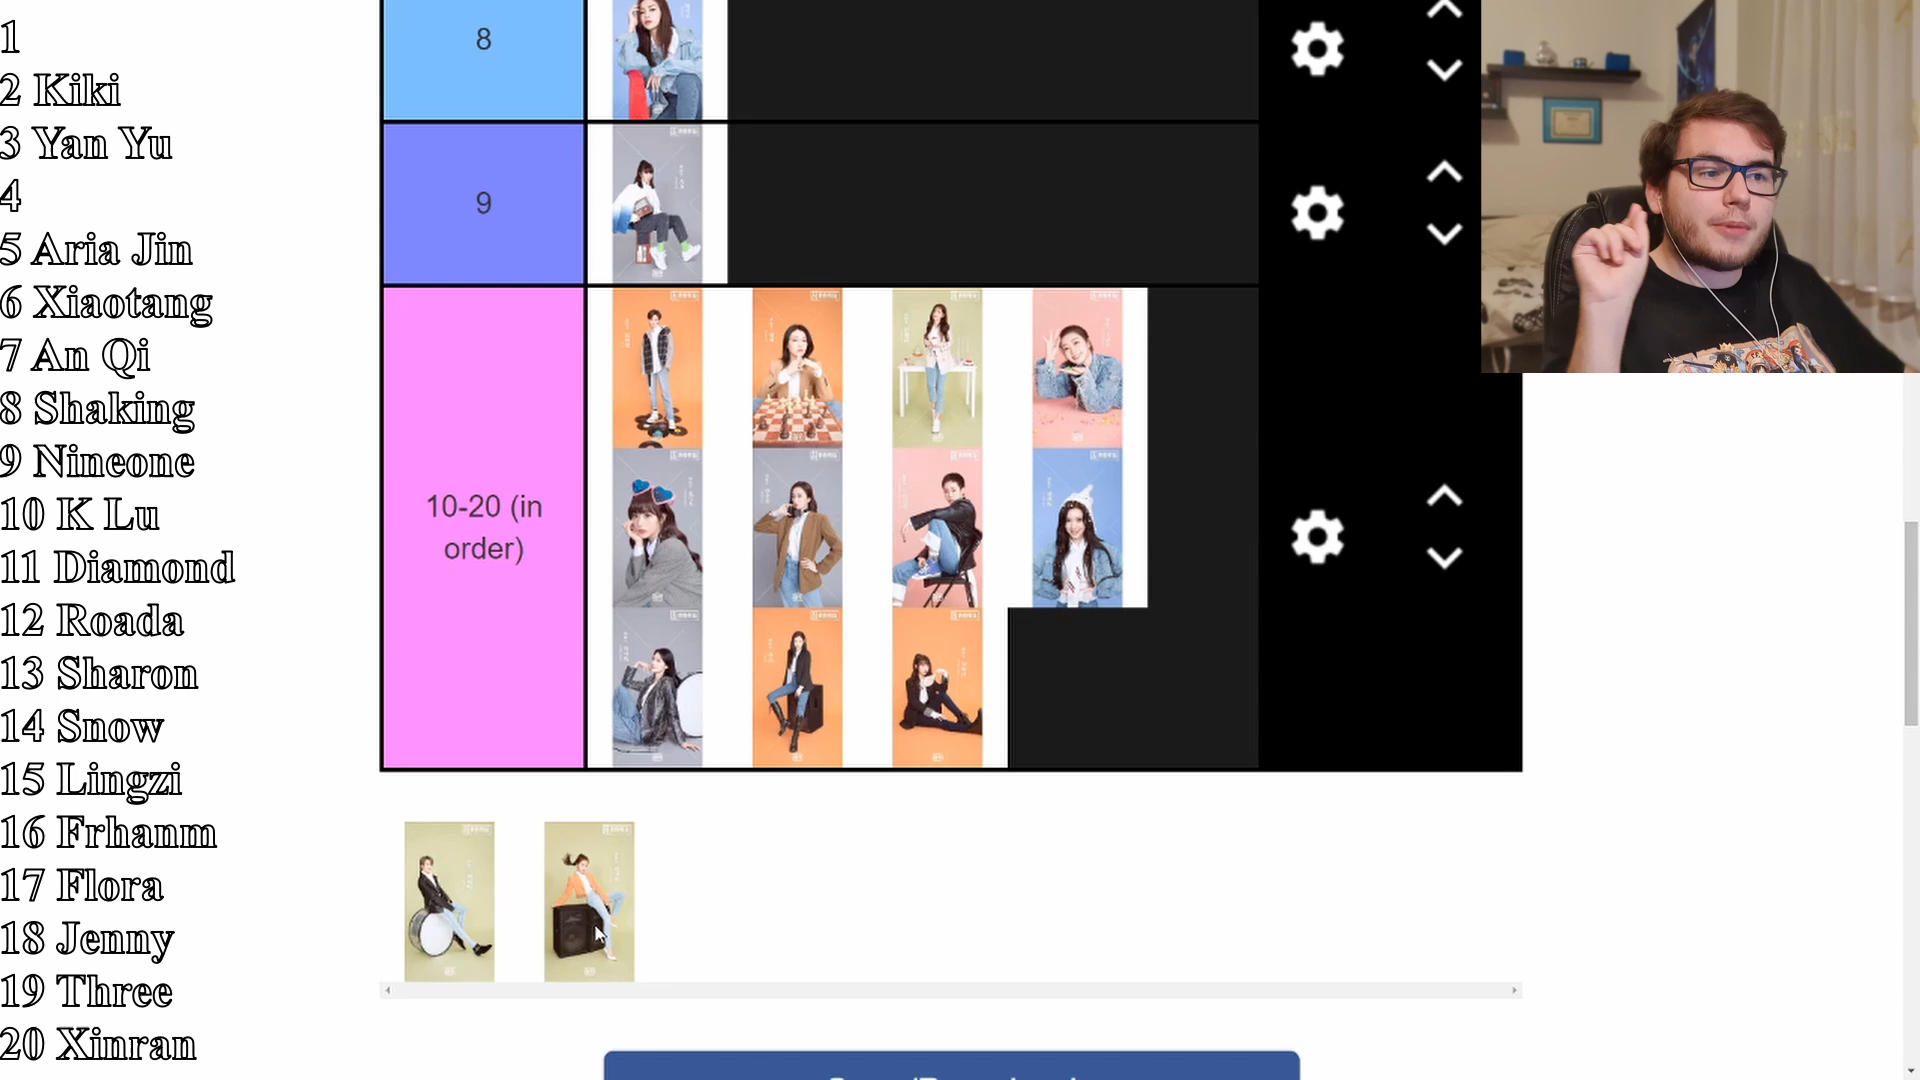 1
2 Kiki
3 Yan Yu
4
5 Aria Jin
6 Xiaotang
7 An Qi
8 Shaking
9 Nineone
10 K Lu
11 Diamond
12 Roada
13 Sharon
14 Snow
15 Lingzi
16 Frhanm
17 Flora
18 Jenny
19 Three
20 Xinran
8
9
10-20 (in
order)